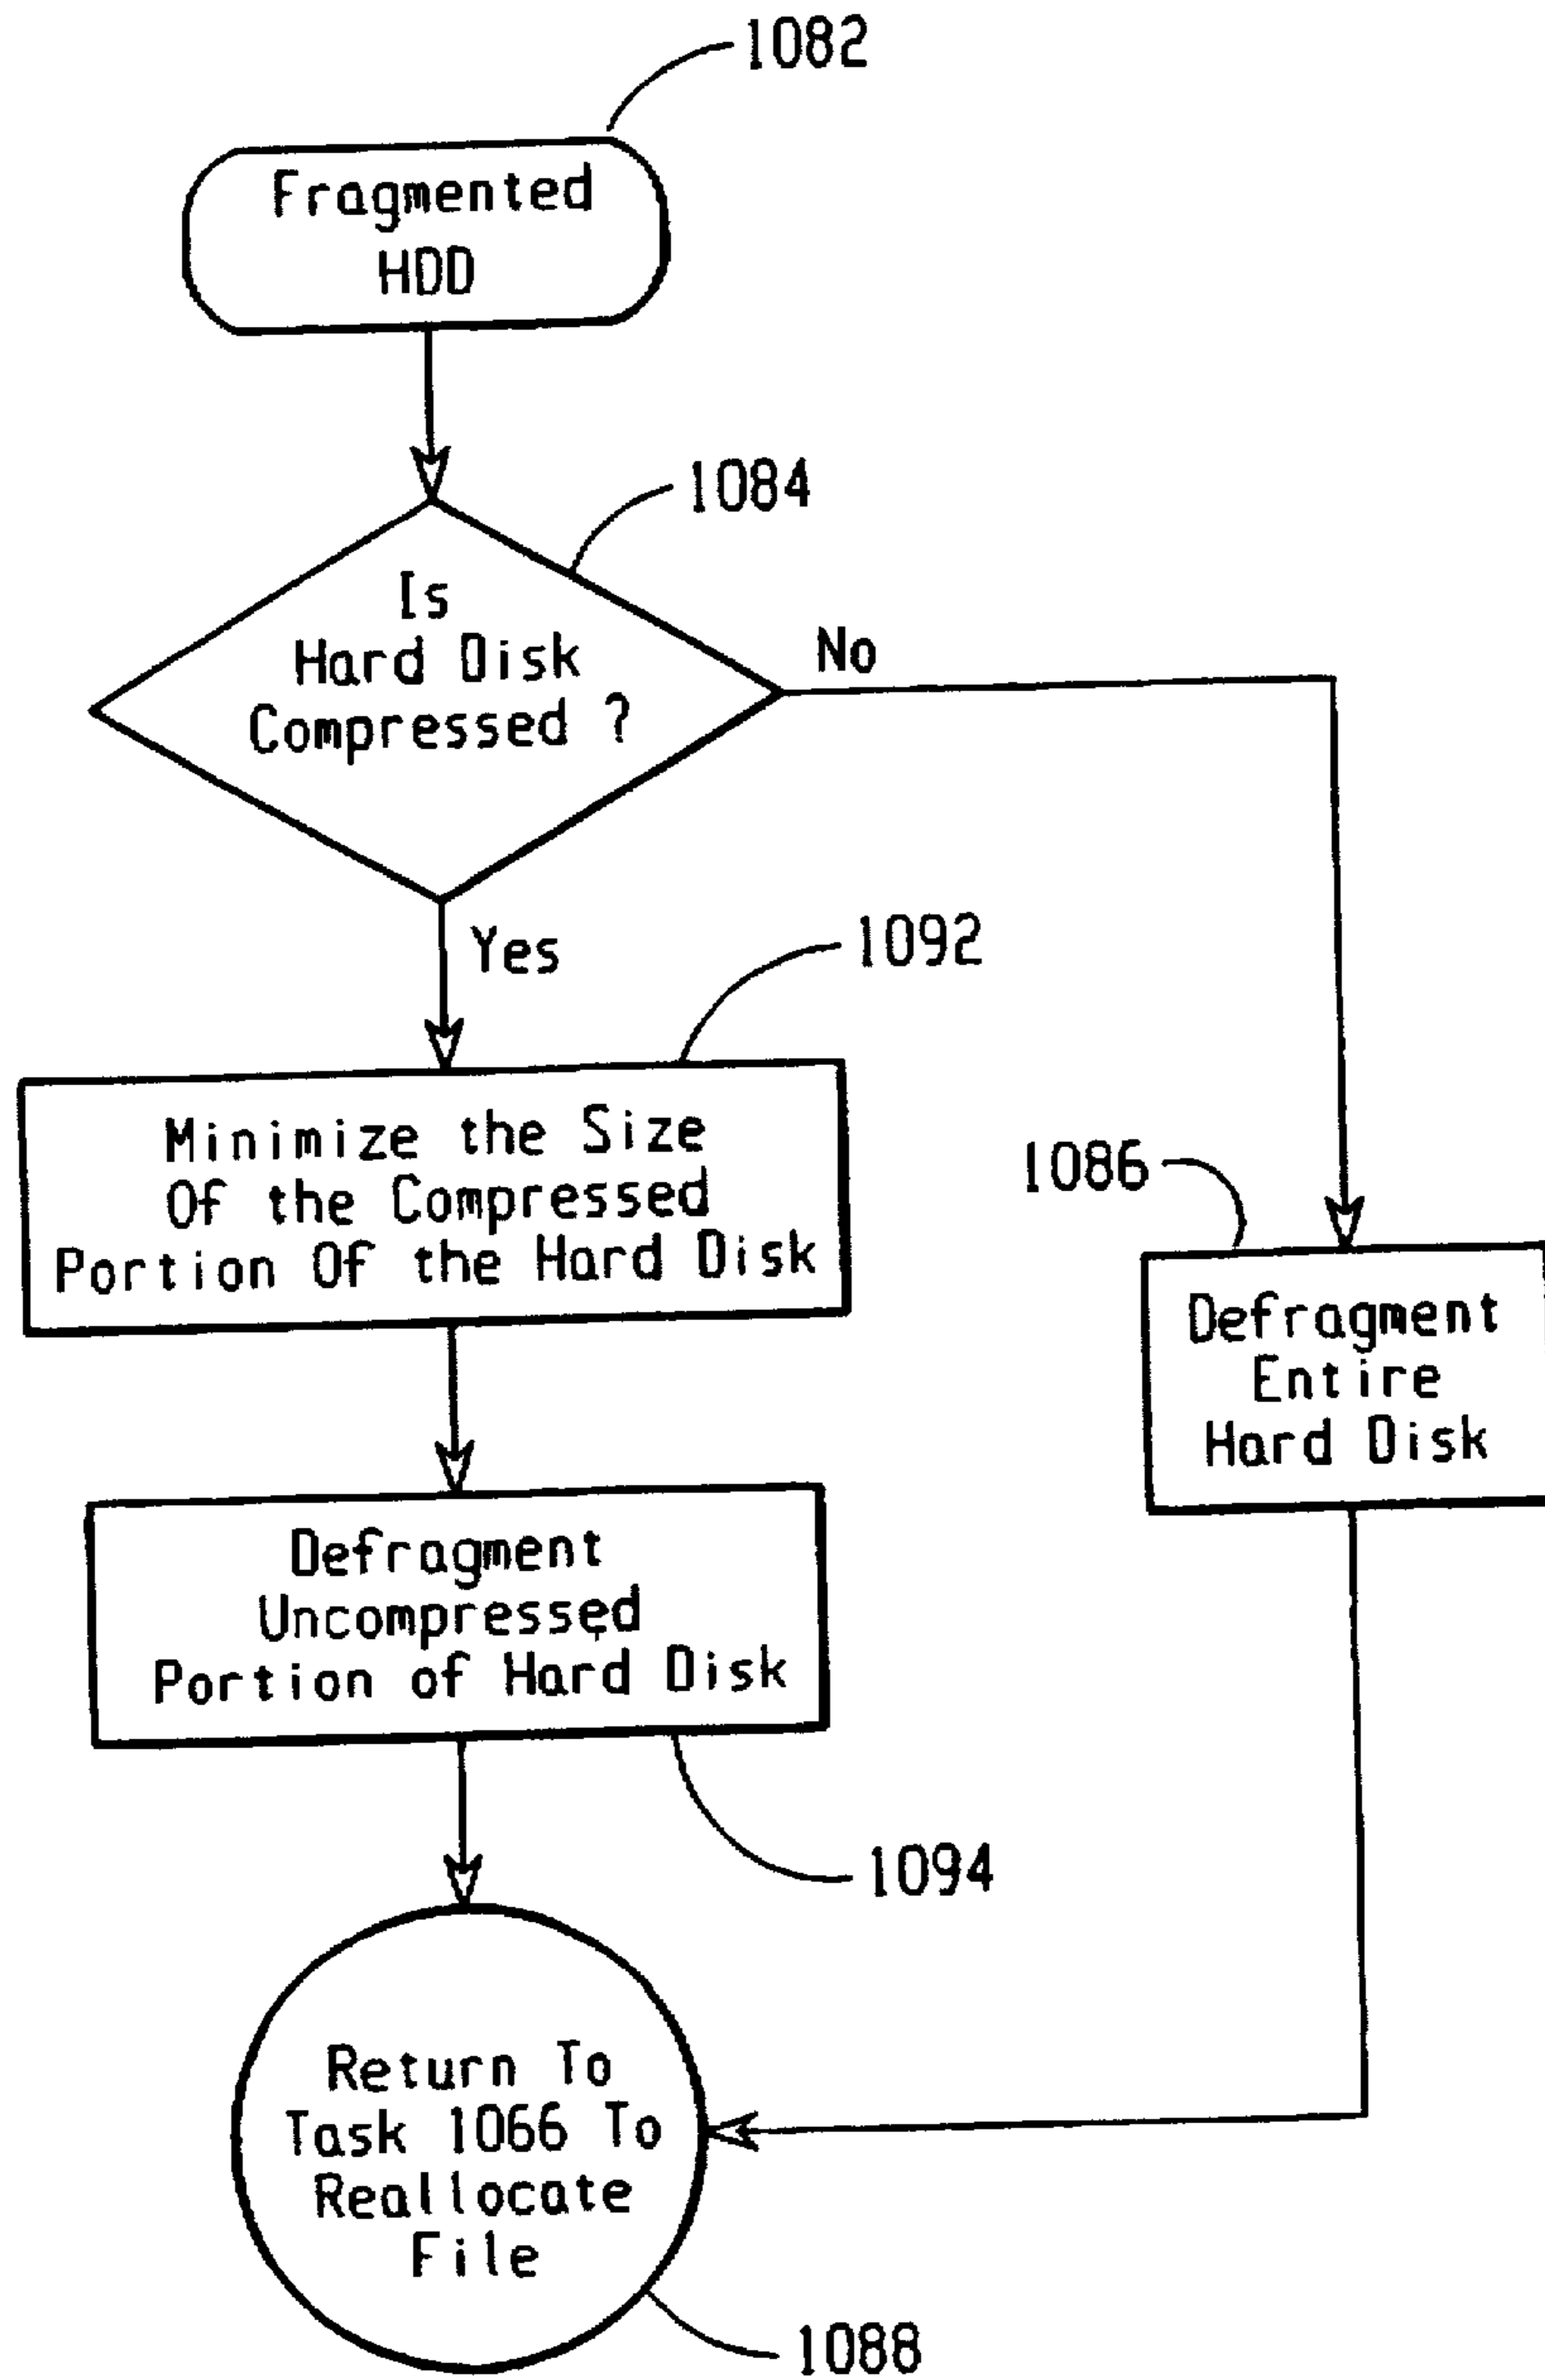 1082
Fragmented
HDD
1084
Is
Hard Disk
Compressed ?
No
Yes
1092
Minimize the Size
Of the Compressed
Portion Of the Hard Disk
1086
Defragment
Entire
Hard Disk
Defragment
Uncompressed
Portion of Hard Disk
1094
Return To
Task 1066 To
Reallocate
File
1088